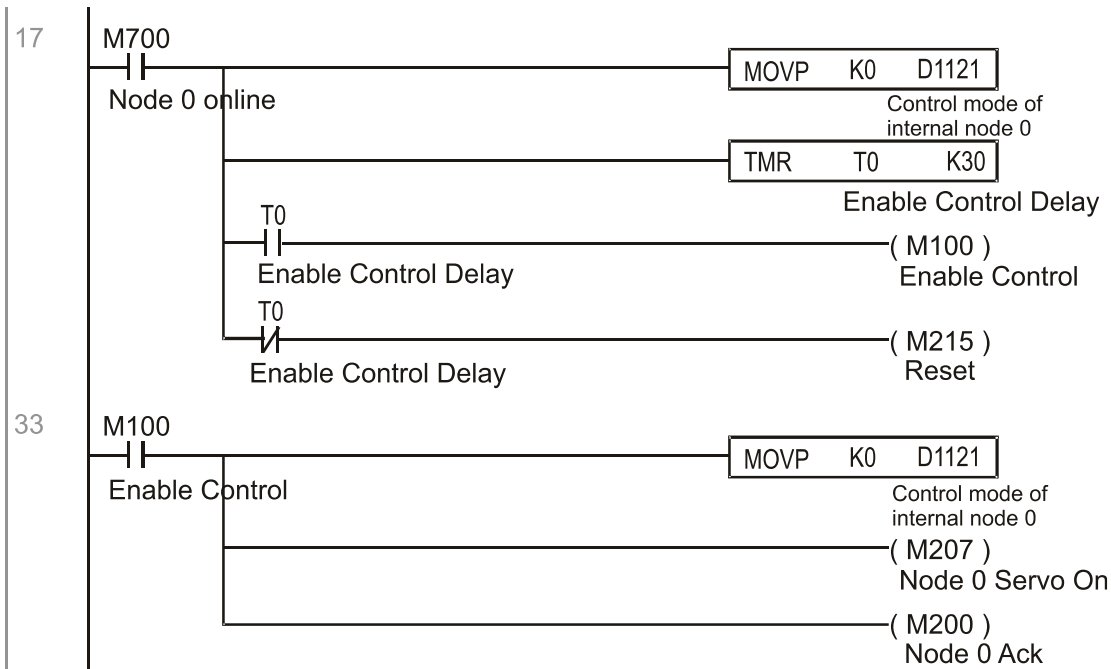 17
M700
MOVP K0 D1121
Node 0 online
Control mode of
internal node 0
TMR T0 K30
Enable Control Delay
T0
( M100 )
Enable Control Delay
Enable Control
T0
( M215 )
Enable Control Delay
Reset
33
M100
MOVP K0 D1121
Enable Control
Control mode of
internal node 0
( M207 )
Node 0 Servo On
( M200 )
Node 0 Ack